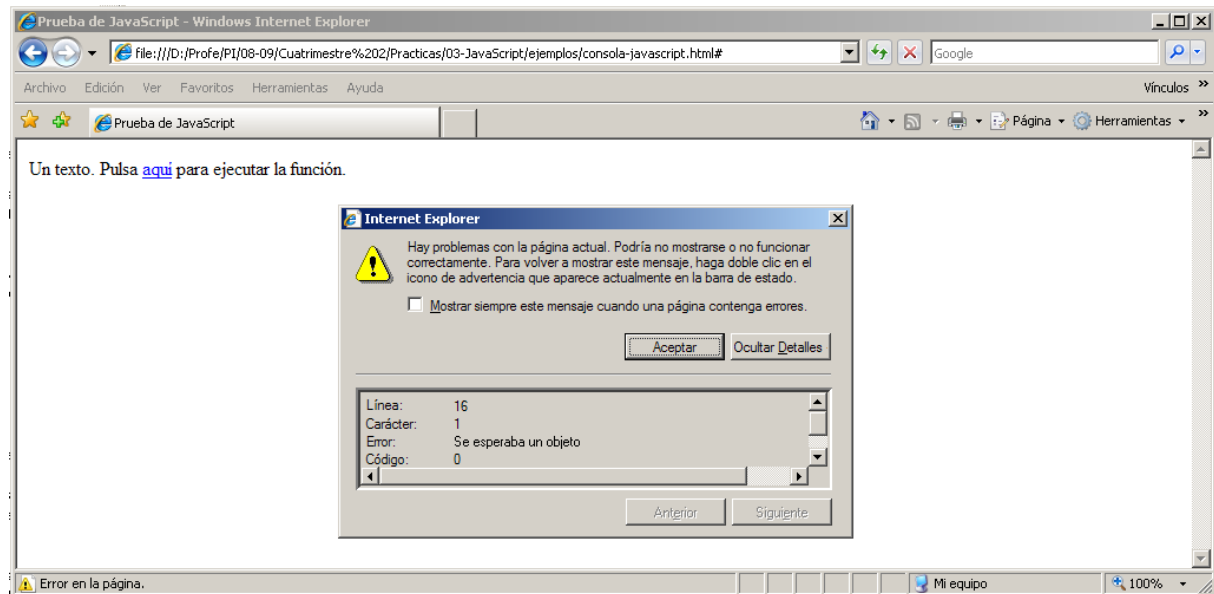 Prueba de JavaScript - Windows Internet Explorer
file:///D:/Profe/PI/08-09/Cuatrimestre%202/Practicas/03-JavaScript/ejemplos/consola-javascript.html#
Google
Archivo Edición Ver Favoritos Herramientas Ayuda
Vínculos »
Prueba de JavaScript
Página Herramientas »
Un texto. Pulsa aquí para ejecutar la función.
Internet Explorer
Hay problemas con la página actual. Podría no mostrarse o no funcionar
correctamente. Para volver a mostrar este mensaje, haga doble clic en el
icono de advertencia que aparece actualmente en la barra de estado.
Mostrar siempre este mensaje cuando una página contenga errores.
Aceptar Ocultar Detalles
Línea: 16
Carácter: 1
Error: Se esperaba un objeto
Código: 0
Anterior Siguiente
Error en la página.
Mi equipo
100%